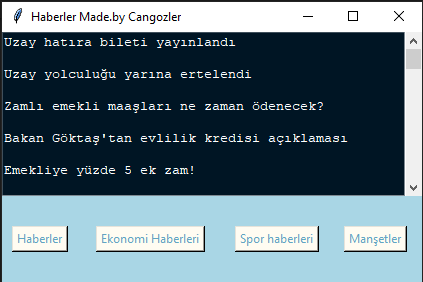 Haberler Made.by Cangozler
Uzay hatıra bileti yayınlandı
Uzay yolculuğu yarına ertelendi
Zamlı emekli maaşları ne zaman ödenecek?
Bakan Göktaş'tan evlilik kredisi açıklaması
Emekliye yüzde 5 ek zam!
Haberler
Ekonomi Haberleri
Spor haberleri
Manşetler